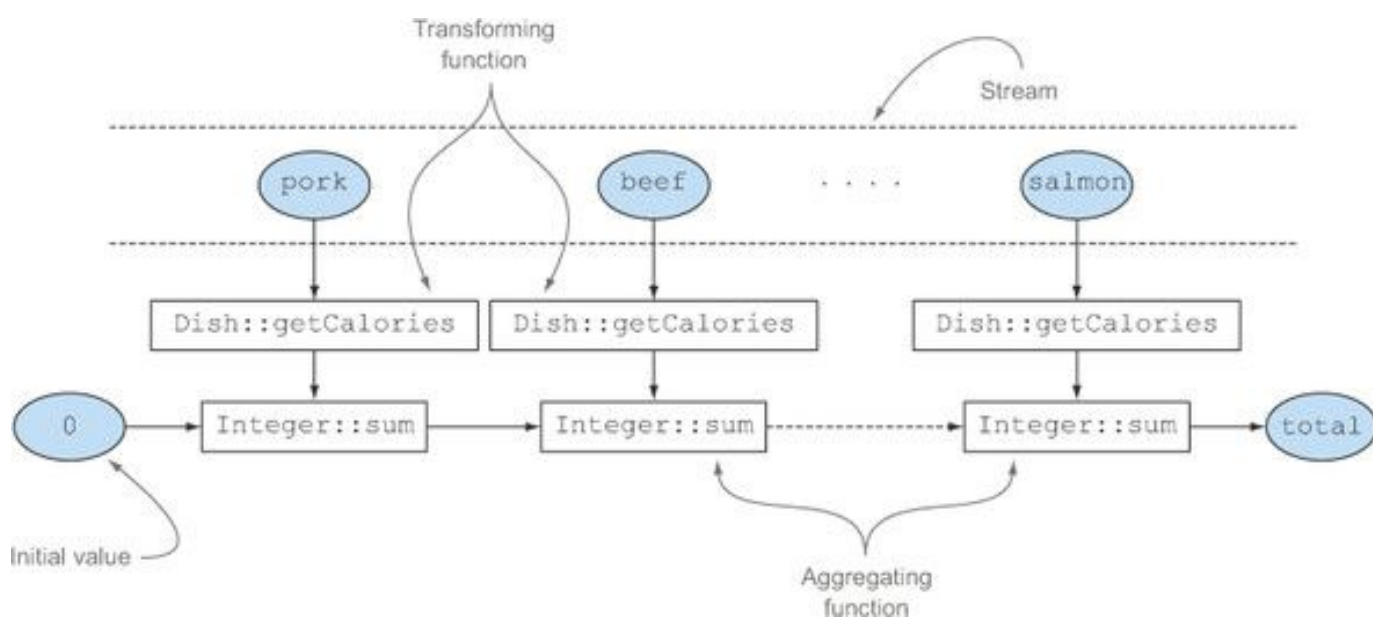 Transforming
function
Stream
pork
beef
. . . .
salmon
Dish::getCalories
Dish::getCalories
Dish::getCalories
0
Integer::sum
Integer::sum
Integer::sum
total
Initial value
Aggregating
function